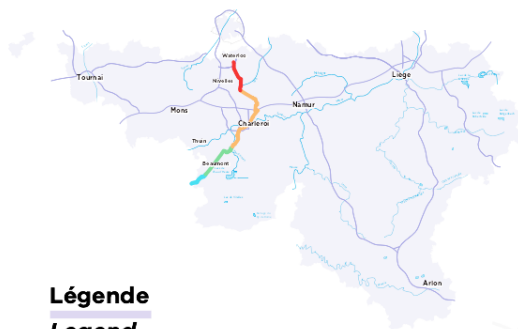 Waterloo
Nivelles
Tournai
Liège
Mons
Namur
Charleroi
Thuin
Beaumont
Arlon
Légende
Legend